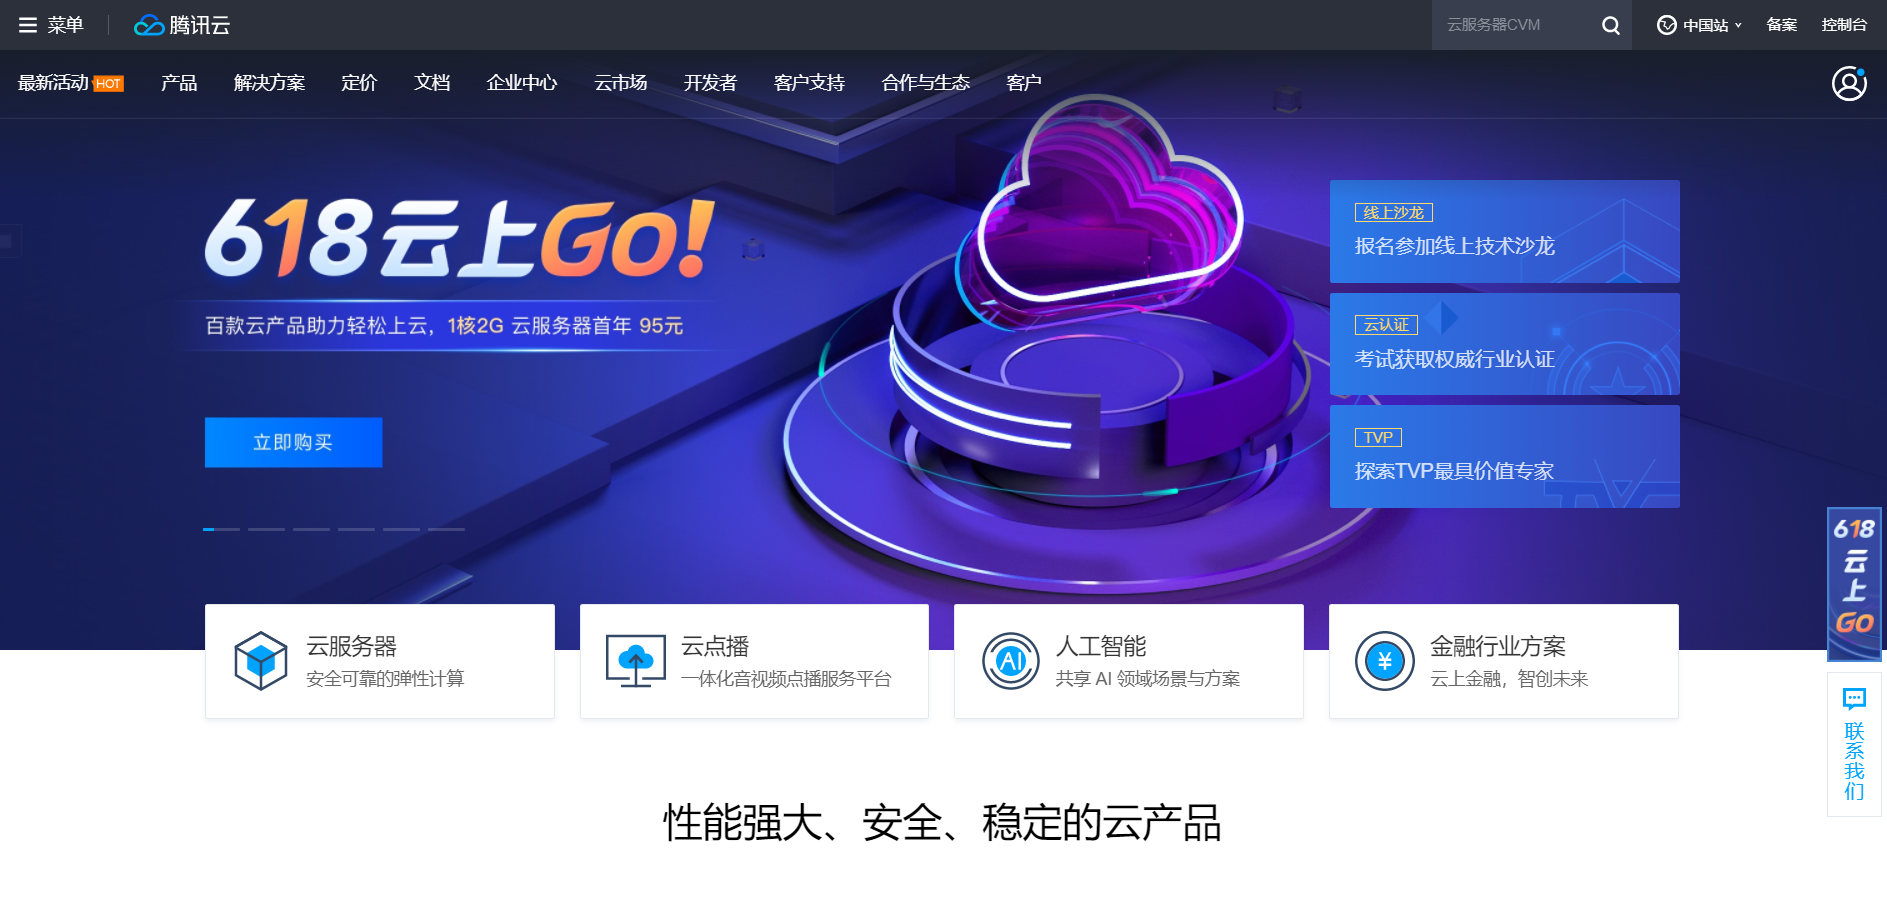 菜单
腾讯云
云服务器CVM
中国站
备案
控制台
最新活动 HOT
产品
解决方案
定价
文档
企业中心
云市场
开发者
客户支持
合作与生态
客户
618云上GO!
百款云产品助力轻松上云，1核2G 云服务器首年 95元
立即购买
线上沙龙
报名参加线上技术沙龙
云认证
考试获取权威行业认证
TVP
探索TVP最具价值专家
618
云
上
GO
云服务器
安全可靠的弹性计算
云点播
一体化音视频点播服务平台
AI
人工智能
共享 AI 领域场景与方案
¥
金融行业方案
云上金融，智创未来
联
系
我
们
性能强大、安全、稳定的云产品